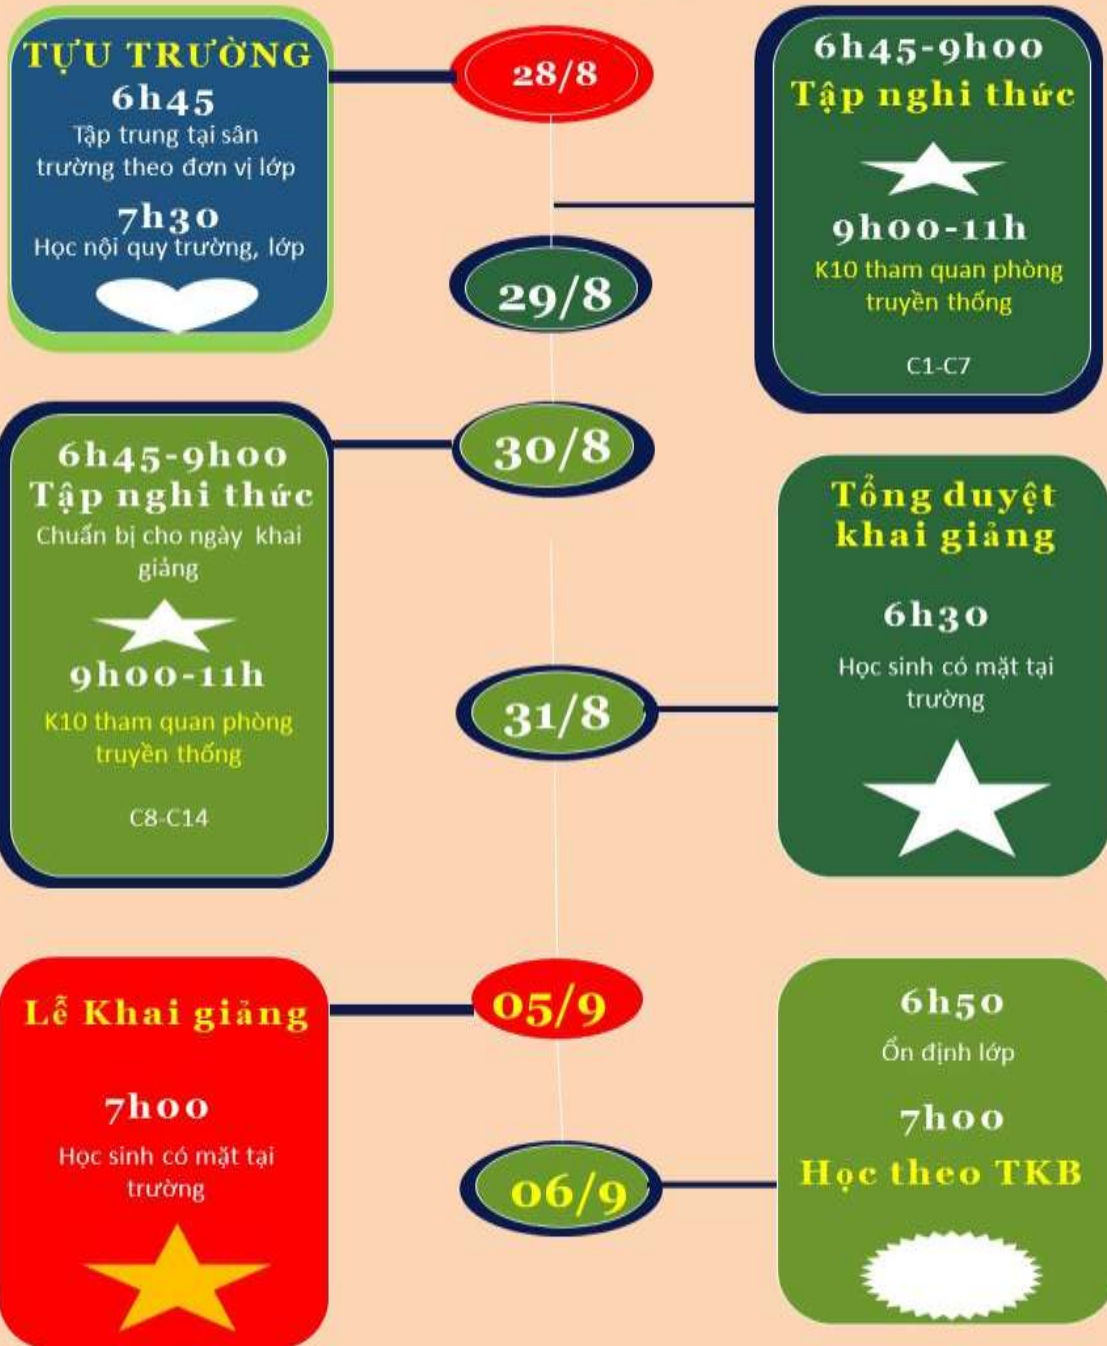 28/8
TỰU TRƯỜNG
6h45
Tập trung tại sân
trường theo đơn vị lớp
7h30
Học nội quy trường, lớp
29/8
6h45-9h00
Tập nghi thức
9h00-11h
K10 tham quan phòng
truyền thống
C1-C7
30/8
6h45-9h00
Tập nghi thức
Chuẩn bị cho ngày khai
giảng
9h00-11h
K10 tham quan phòng
truyền thống
C8-C14
31/8
Tổng duyệt
khai giảng
6h30
Học sinh có mặt tại
trường
05/9
Lễ Khai giảng
7h00
Học sinh có mặt tại
trường
06/9
6h50
Ổn định lớp
7h00
Học theo TKB